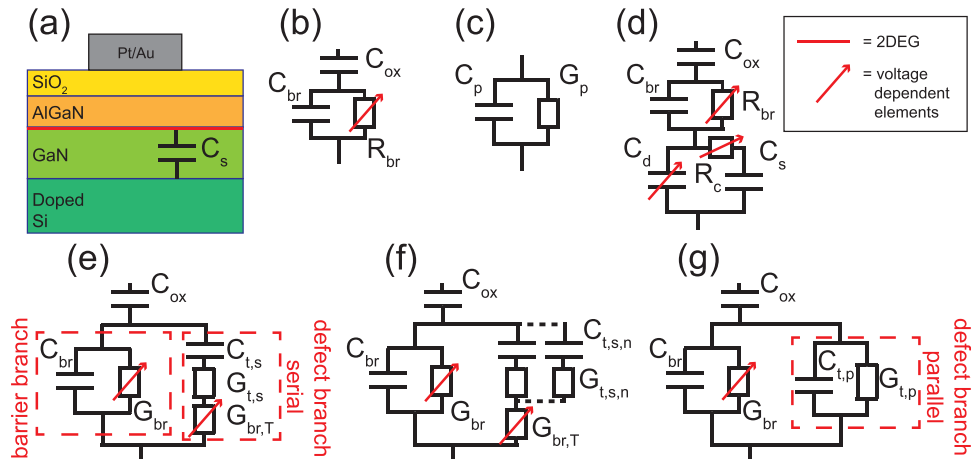 (a)
Pt/Au
SiO2
AlGaN
GaN
Cs
Doped
Si
(b)
Cox
Cbr
Rbr
(c)
Cp
Gp
(d)
Cox
Cbr
Rbr
Cd
Rc
Cs
= 2DEG
= voltage
dependent
elements
(e)
Cox
barrier branch
Cbr
Gbr
Ct,s
Gt,s
Gbr,T
serial
defect branch
(f)
Cox
Cbr
Gbr
Ct,s,n
Gt,s,n
Gbr,T
(g)
Cox
Cbr
Gbr
Ct,p
Gt,p
parallel
defect branch